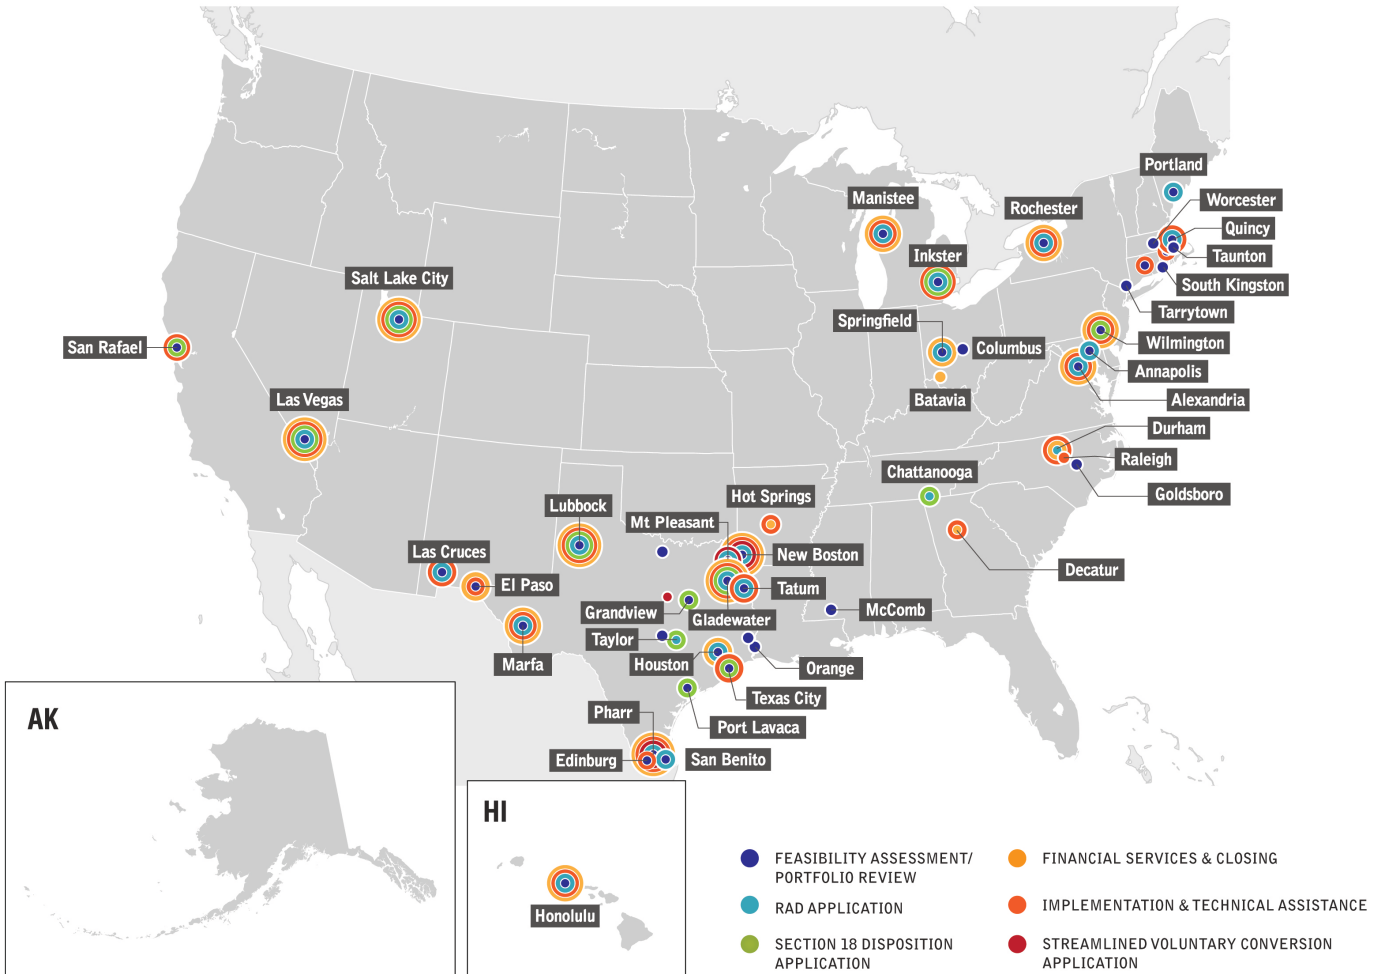 Portland
Worcester
Manistee
Rochester
Quincy
Inkster
Taunton
Salt Lake City
South Kingston
Tarrytown
Springfield
San Rafael
Columbus
Wilmington
Annapolis
Las Vegas
Batavia
Alexandria
Durham
Raleigh
Chattanooga
Goldsboro
Hot Springs
Lubbock
Mt Pleasant
Las Cruces
New Boston
Decatur
El Paso
Tatum
Grandview
McComb
Gladewater
Taylor
Marfa
Houston
Orange
Texas City
Pharr
Port Lavaca
AK
Edinburg
San Benito
HI
Honolulu
FEASIBILITY ASSESSMENT/
PORTFOLIO REVIEW
RAD APPLICATION
SECTION 18 DISPOSITION
APPLICATION
FINANCIAL SERVICES & CLOSING
IMPLEMENTATION & TECHNICAL ASSISTANCE
STREAMLINED VOLUNTARY CONVERSION
APPLICATION